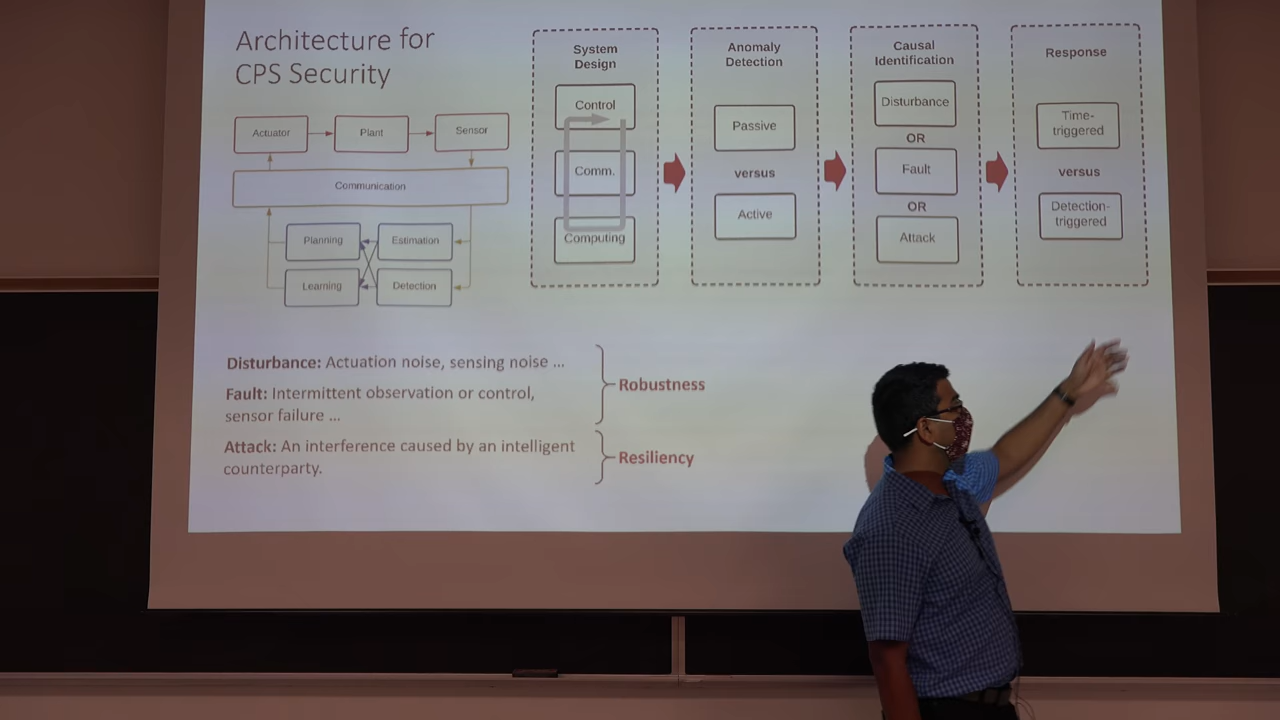 Architecture for
CPS Security
Actuator
Plant
Sensor
Communication
Planning
Estimation
Learning
Detection
System
Design
Control
Comm.
Computing
Anomaly
Detection
Passive
versus
Active
Causal
Identification
Disturbance
OR
Fault
OR
Attack
Response
Time-
triggered
versus
Detection-
triggered
Disturbance: Actuation noise, sensing noise ...
Fault: Intermittent observation or control,
sensor failure ...
Robustness
Attack: An interference caused by an intelligent
counterparty.
Resiliency